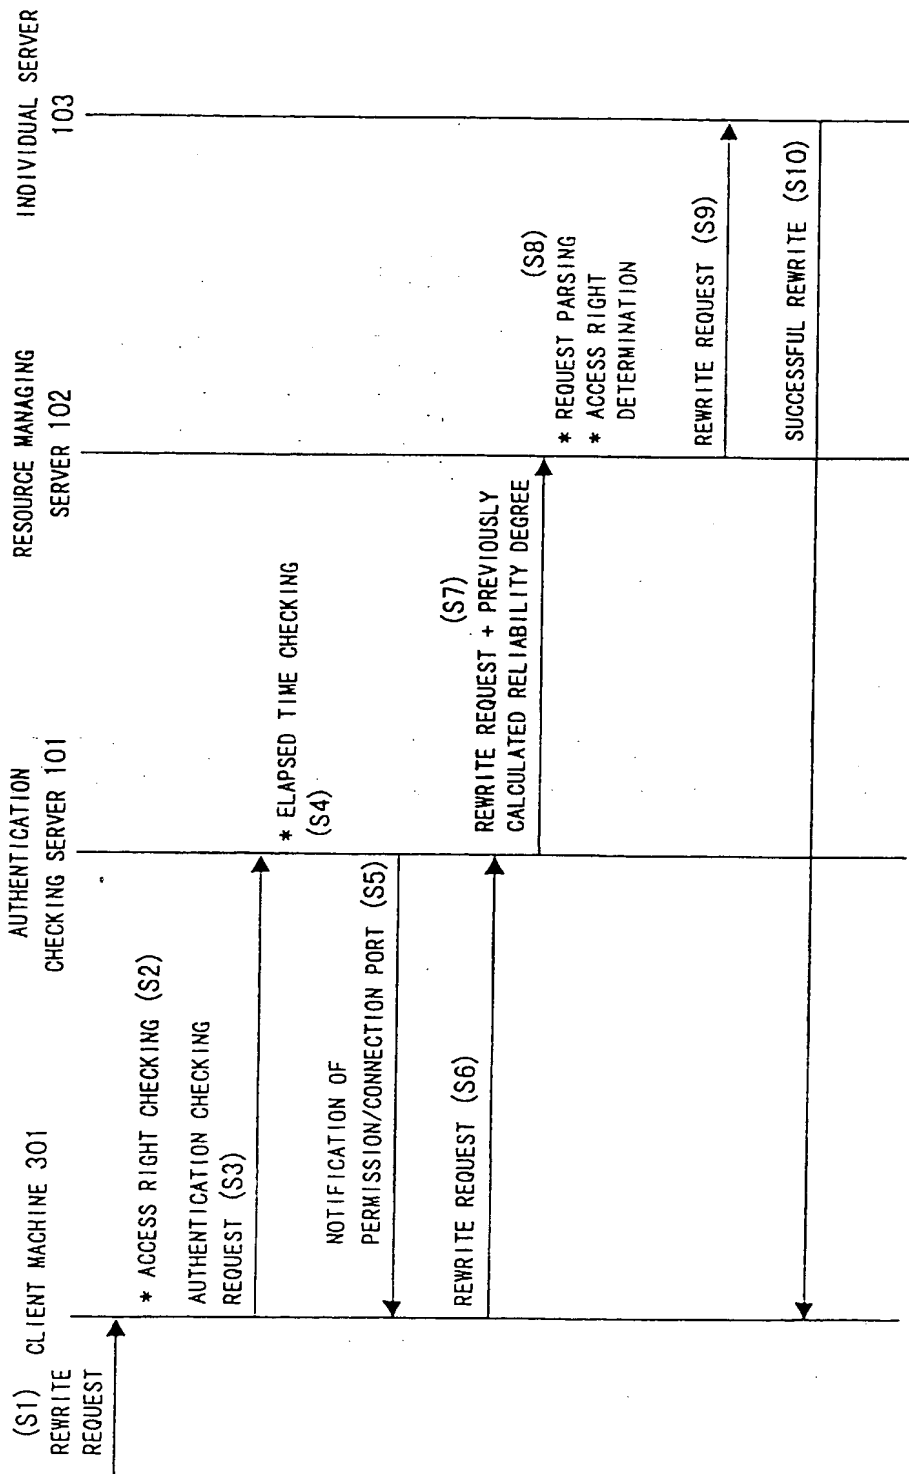 (S1)
REWRITE
REQUEST
CLIENT MACHINE 301
AUTHENTICATION
CHECKING SERVER 101
RESOURCE MANAGING
SERVER 102
INDIVIDUAL SERVER
103
* ACCESS RIGHT CHECKING (S2)
AUTHENTICATION CHECKING
REQUEST (S3)
* ELAPSED TIME CHECKING
(S4)
NOTIFICATION OF
PERMISSION/CONNECTION PORT (S5)
REWRITE REQUEST (S6)
(S7)
REWRITE REQUEST + PREVIOUSLY
CALCULATED RELIABILITY DEGREE
(S8)
* REQUEST PARSING
* ACCESS RIGHT
DETERMINATION
REWRITE REQUEST (S9)
SUCCESSFUL REWRITE (S10)